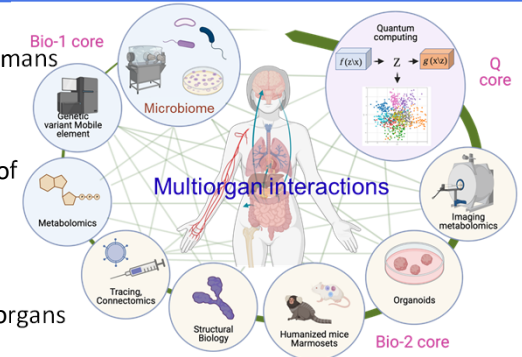 Bio-1 core
mans
Microbiome
Quantum
computing
f(z\x)
Z
g(x\z)
Q
core
Genetic
variant Mobile
element
of
Metabolomics
Multiorgan interactions
Imaging
metabolomics
Tracing,
Connectomics
Structural
Biology
Humanized mice
Marmosets
Organoids
organs
Bio-2 core